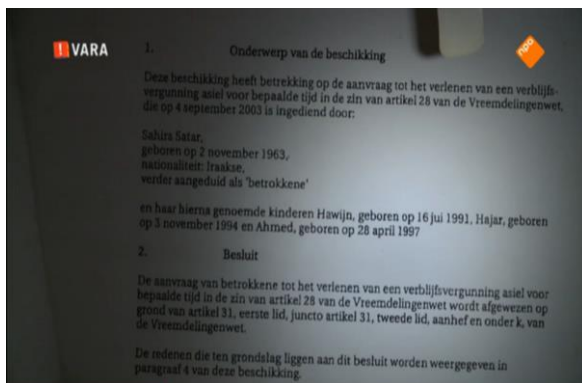 VARA
npo
1. Onderwerp van de beschikking
Deze beschikking heeft betrekking op de aanvraag tot het verlenen van een verblijfs-
vergunning asiel voor bepaalde tijd in de zin van artikel 28 van de Vreemdelingenwet,
die op 4 september 2003 is ingediend door:
Sahira Satar,
geboren op 2 november 1963,
nationaliteit: Iraakse,
verder aangeduid als 'betrokkene'
en haar hierna genoemde kinderen Hawijn, geboren op 16 jui 1991, Hajar, geboren
op 3 november 1994 en Ahmed, geboren op 28 april 1997
2. Besluit
De aanvraag van betrokkene tot het verlenen van een verblijfsvergunning asiel voor
bepaalde tijd in de zin van artikel 28 van de Vreemdelingenwet wordt afgewezen op
grond van artikel 31, eerste lid, juncto artikel 31, tweede lid, aanhef en onder k, van
de Vreemdelingenwet.
De redenen die ten grondslag liggen aan dit besluit worden weergegeven in
paragraaf 4 van deze beschikking.